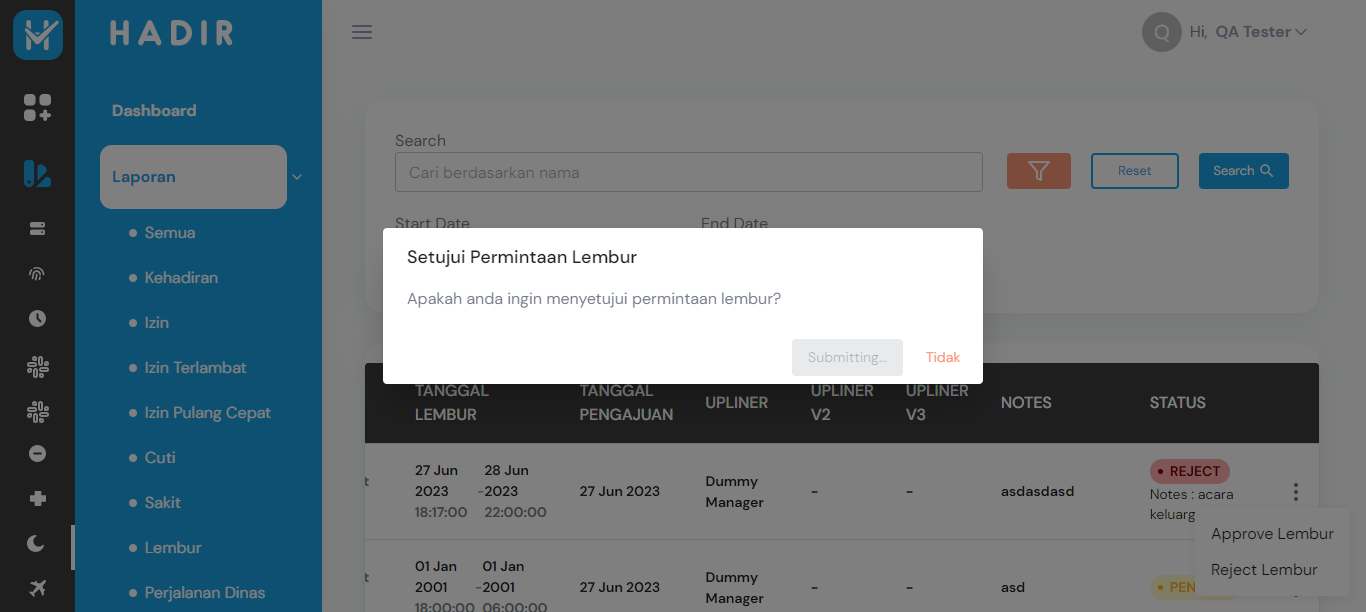 HADIR
Q Hi, QA Tester
Dashboard
Laporan
Semua
Kehadiran
Izin
Izin Terlambat
Izin Pulang Cepat
Cuti
Sakit
Lembur
Perjalanan Dinas
Search
Cari berdasarkan nama
Reset
Search
Start Date
End Date
Setujui Permintaan Lembur
Apakah anda ingin menyetujui permintaan lembur?
Submitting...
Tidak
TANGGAL LEMBUR
TANGGAL PENGAJUAN
UPLINER
UPLINER V2
UPLINER V3
NOTES
STATUS
27 Jun 2023 18:17:00 - 28 Jun 2023 22:00:00
27 Jun 2023
Dummy Manager
-
-
asdasdasd
REJECT
Notes : acara
keluarg
01 Jan 2001 18:00:00 - 01 Jan 2001 06:00:00
27 Jun 2023
Dummy Manager
-
-
asd
PEN
Approve Lembur
Reject Lembur